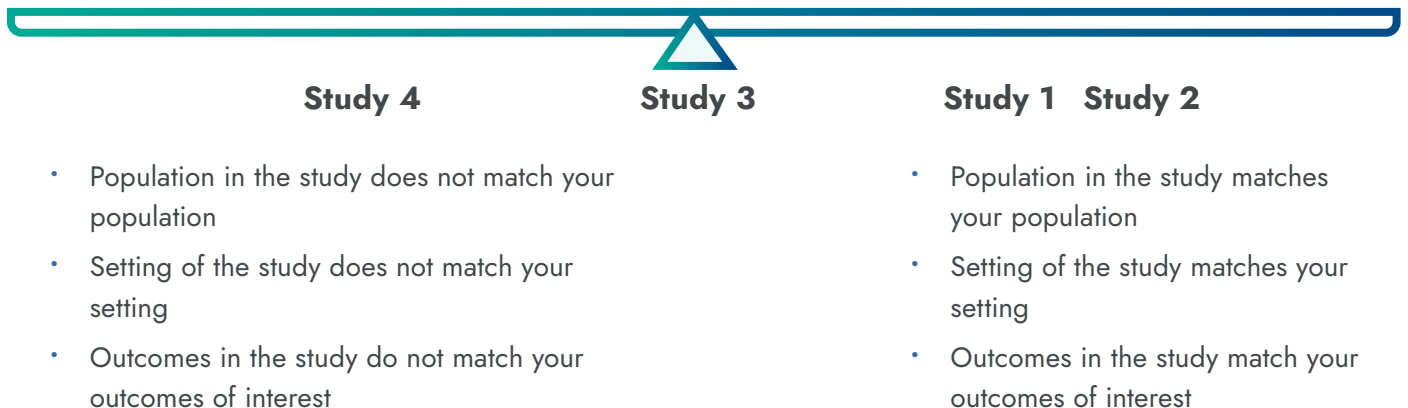 Study 4
Study 3
Study 1 Study 2
• Population in the study does not match your
population
• Setting of the study does not match your
setting
• Outcomes in the study do not match your
outcomes of interest
• Population in the study matches
your population
• Setting of the study matches your
setting
• Outcomes in the study match your
outcomes of interest